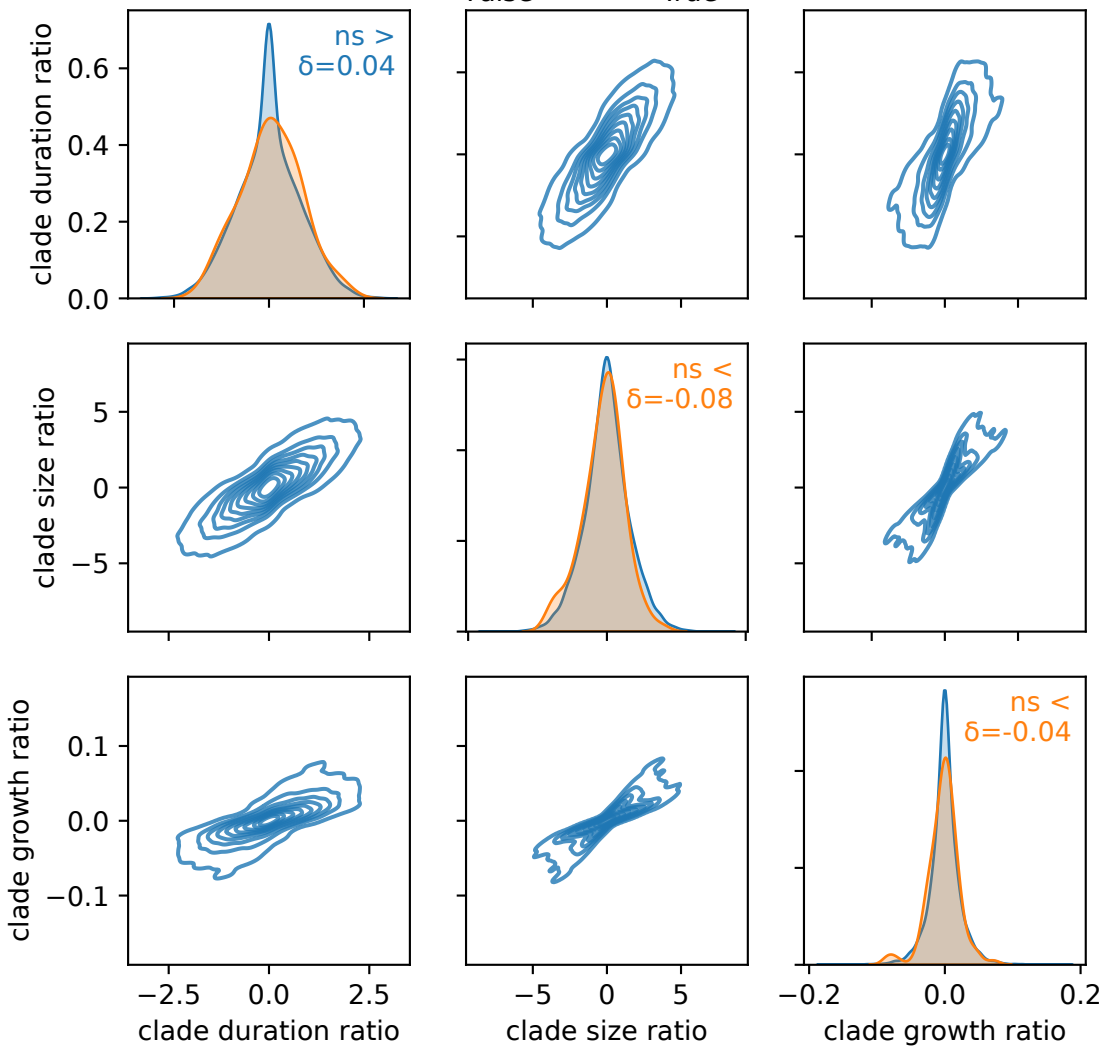 clade duration ratio
0.6
0.4
0.2
0.0
ns >
δ=0.04
clade size ratio
5
0
−5
ns <
δ=-0.08
clade growth ratio
0.1
0.0
−0.1
ns <
δ=-0.04
−2.5 0.0 2.5
−5 0 5
−0.2 0.0 0.2
clade duration ratio
clade size ratio
clade growth ratio